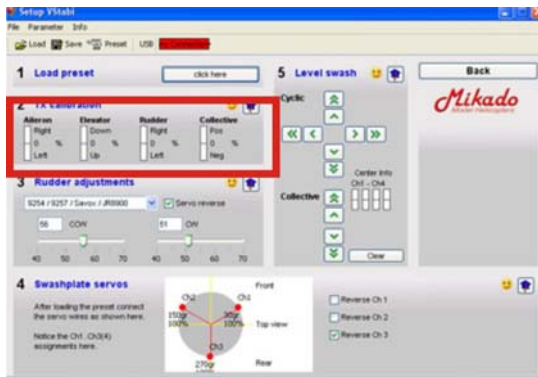 Setup VStabi
File Parameter Info
Load Save Preset USB
1 Load preset
click here
2 TX calibration
Aileron Elevator Rudder Collective
Right Down Right Pos
0 % 0 % 0 % 0 %
Left Up Left Neg
3 Rudder adjustments
9254 / 9257 / Savox / JR8900 Servo reverse
56 CCW 51 CW
40 50 60 70 40 50 60 70
4 Swashplate servos
After loading the preset connect
the servo wires as shown here.
Notice the Ch1..Ch3(4)
assignments here.
Front
Ch2 Ch1
150gr 30gr
100% 100% Top view
Ch3
270gr Rear
Reverse Ch 1
Reverse Ch 2
Reverse Ch 3
5 Level swash
Cyclic
Center Info
Ch1 - Ch4
Collective
Clear
Back
Mikado
Model Helicopters